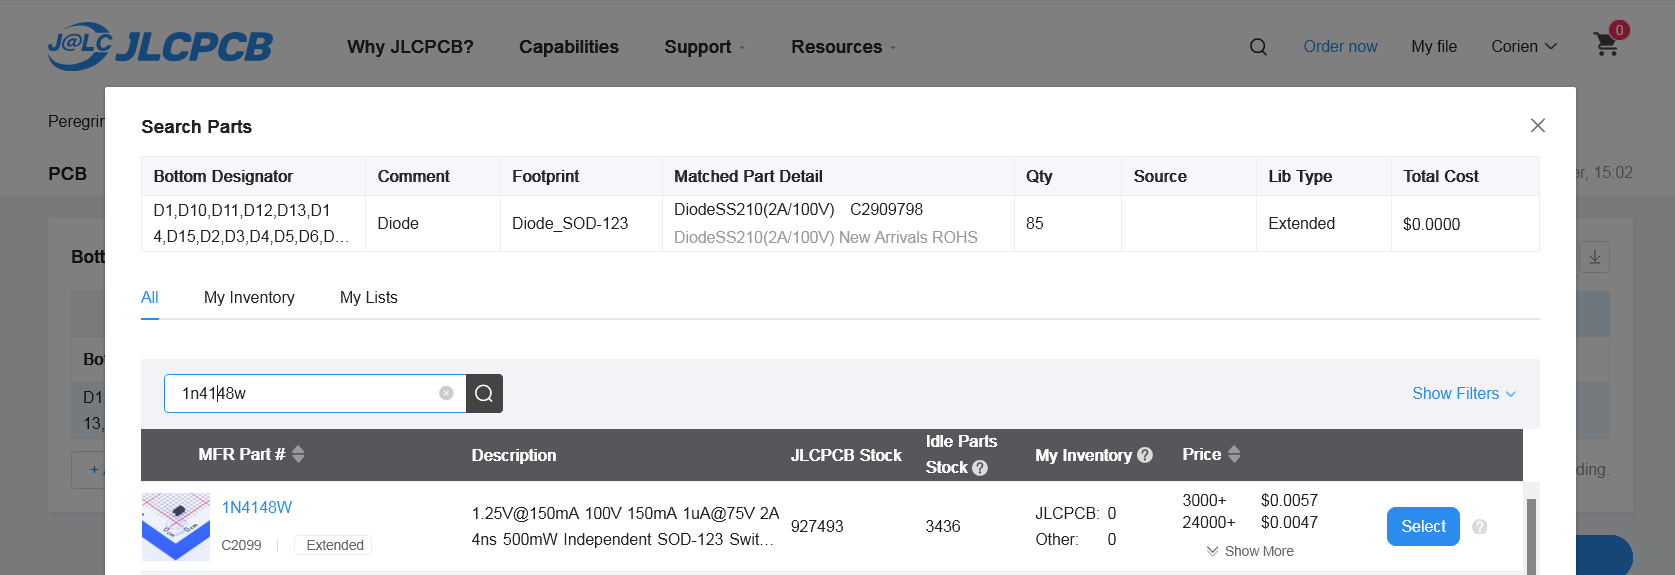 J@LC JLCPCB
Why JLCPCB?
Capabilities
Support
Resources
Order now
My file
Corien
0
Peregrin
PCB
er, 15:02
Search Parts
Bottom Designator Comment Footprint Matched Part Detail Qty Source Lib Type Total Cost
D1,D10,D11,D12,D13,D1
4,D15,D2,D3,D4,D5,D6,D...
Diode
Diode_SOD-123
DiodeSS210(2A/100V) C2909798
DiodeSS210(2A/100V) New Arrivals ROHS
85
Extended
$0.0000
Bott
All
My Inventory
My Lists
Bo
D1
13,
+
ding.
1n4148w
Show Filters
MFR Part #
Description
JLCPCB Stock
Idle Parts
Stock ?
My Inventory ?
Price
1N4148W
C2099
Extended
1.25V@150mA 100V 150mA 1uA@75V 2A
4ns 500mW Independent SOD-123 Swit...
927493
3436
JLCPCB: 0
Other: 0
3000+ $0.0057
24000+ $0.0047
Show More
Select
?